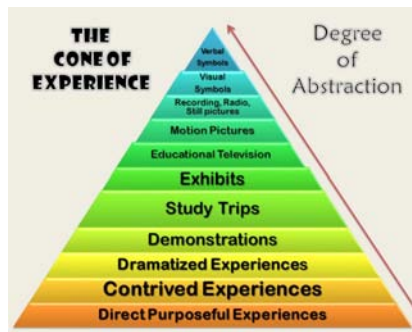 THE
CONE OF
EXPERIENCE
Degree
of
Abstraction
Verbal
Symbols
Visual
Symbols
Recording, Radio,
Still pictures
Motion Pictures
Educational Television
Exhibits
Study Trips
Demonstrations
Dramatized Experiences
Contrived Experiences
Direct Purposeful Experiences